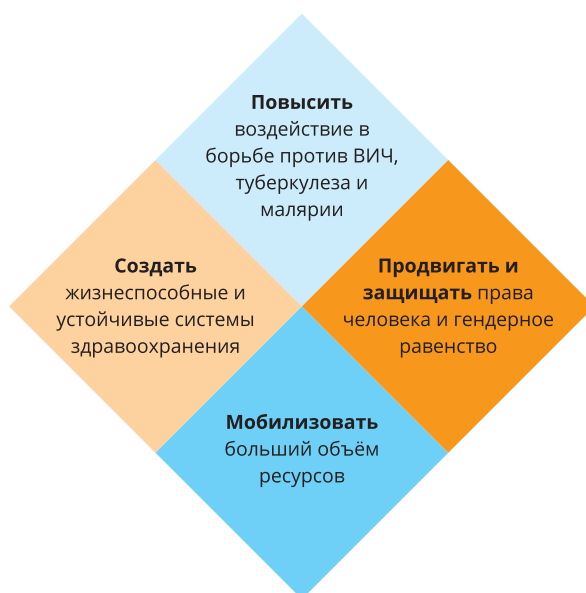 Повысить
воздействие в
борьбе против ВИЧ,
туберкулеза и
малярии
Создать
жизнеспособные и
устойчивые системы
здравоохранения
Продвигать и
защищать права
человека и гендерное
равенство
Мобилизовать
больший объём
ресурсов